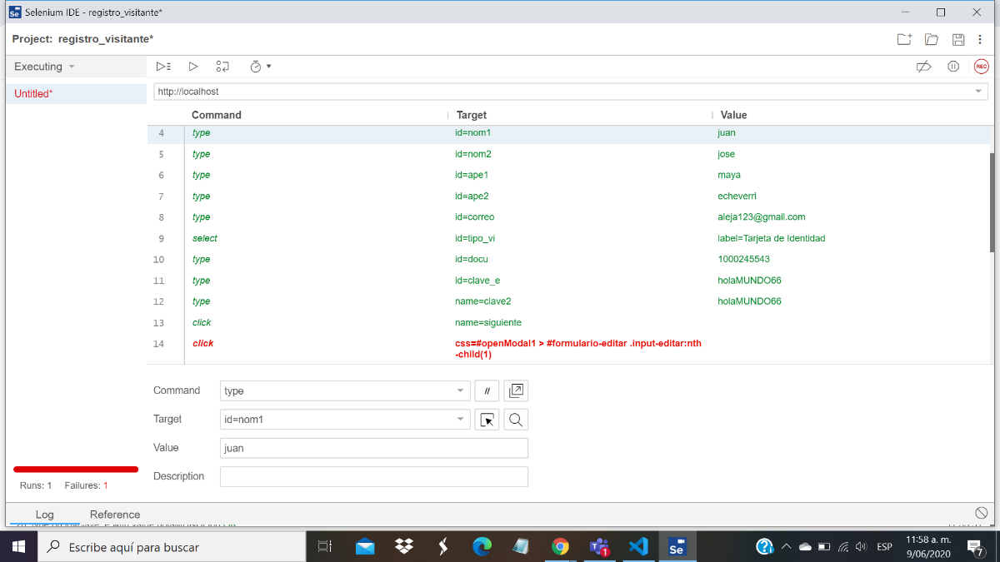 Selenium IDE - registro_visitante*
Project: registro_visitante*
Executing
Untitled*
http://localhost
Command Target Value
4 type id=nom1 juan
5 type id=nom2 jose
6 type id=ape1 maya
7 type id=ape2 echeverri
8 type id=correo aleja123@gmail.com
9 select id=tipo_vi label=Tarjeta de Identidad
10 type id=docu 1000245543
11 type id=clave_e holaMUNDO66
12 type name=clave2 holaMUNDO66
13 click name=siguiente
14 click css=#openModal1 > #formulario-editar .input-editar:nth
-child(1)
Command type //
Target id=nom1
Value juan
Description
Runs: 1 Failures: 1
Log Reference
REC
Escribe aquí para buscar
1
Se
ESP
11:58 a. m.
9/06/2020
7